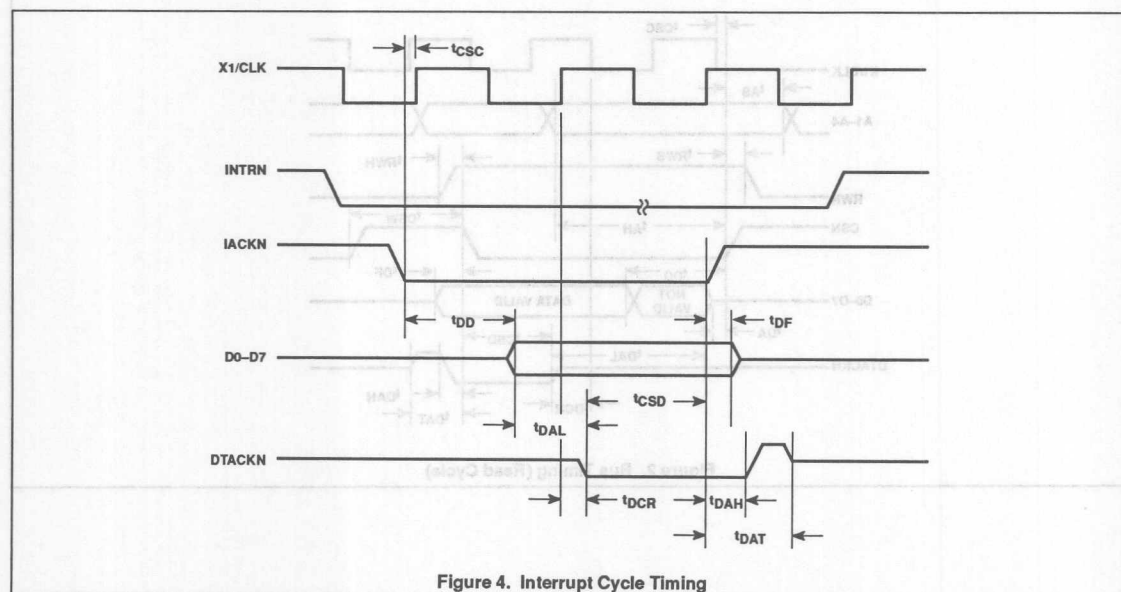 tCSC
X1/CLK
INTRN
IACKN
tDD
tDF
D0–D7
tCSD
tDAL
DTACKN
tDCR
tDAH
tDAT
Figure 4. Interrupt Cycle Timing